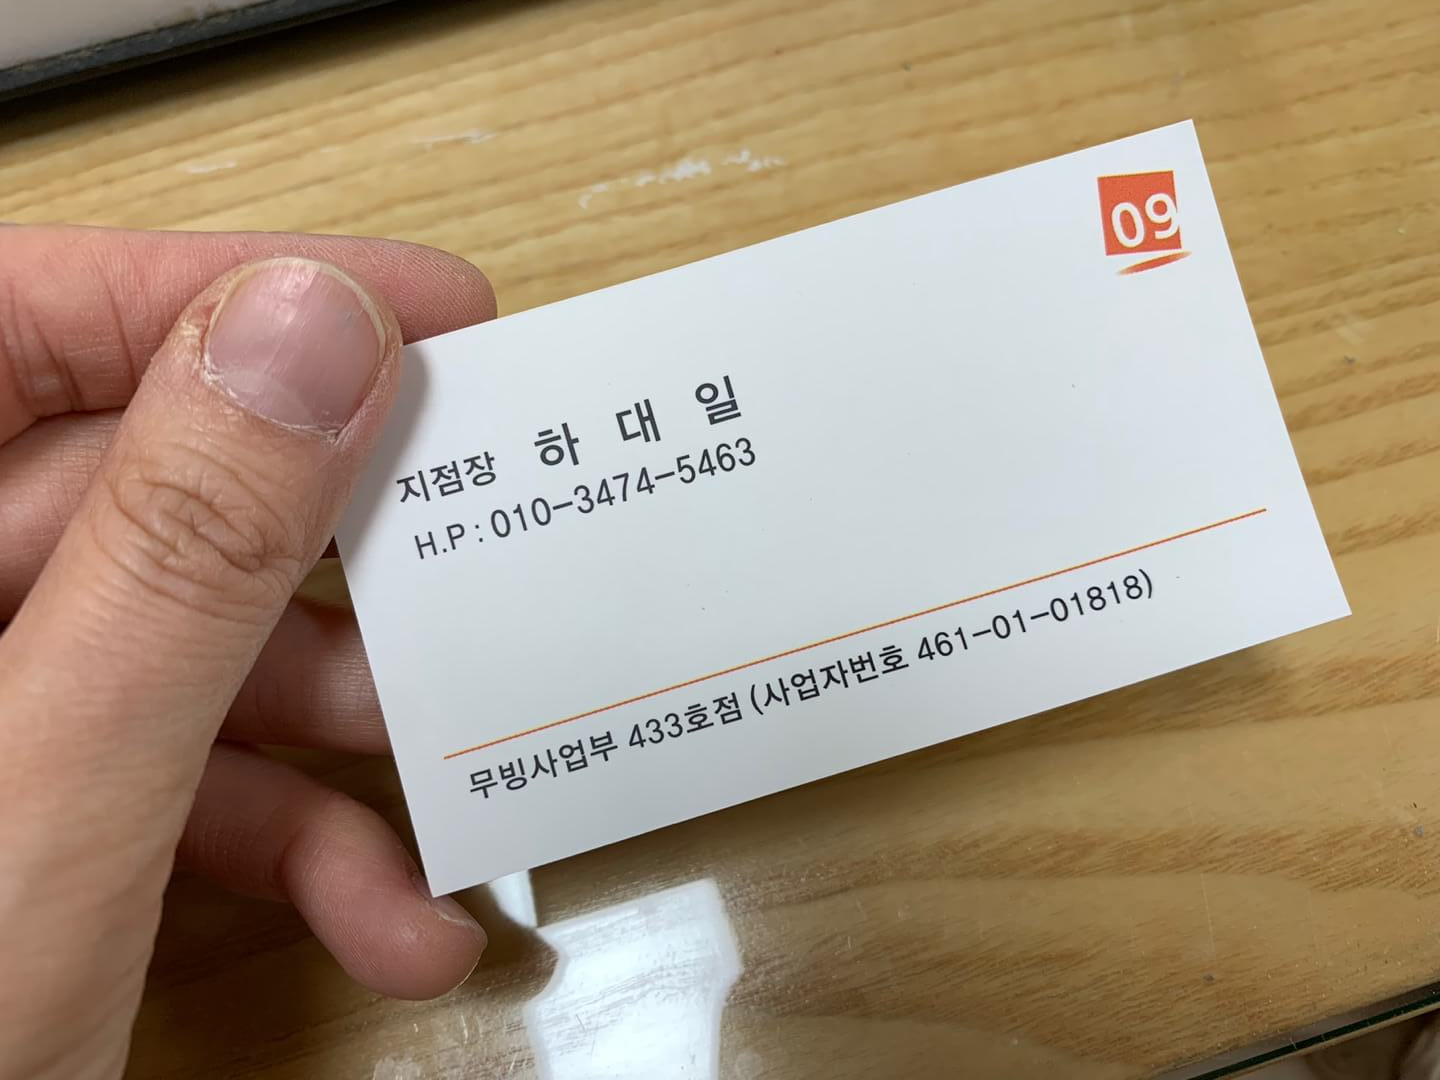 09
지점장 하 대 일
H.P : 010-3474-5463
무빙사업부 433호점 (사업자번호 461-01-01818)